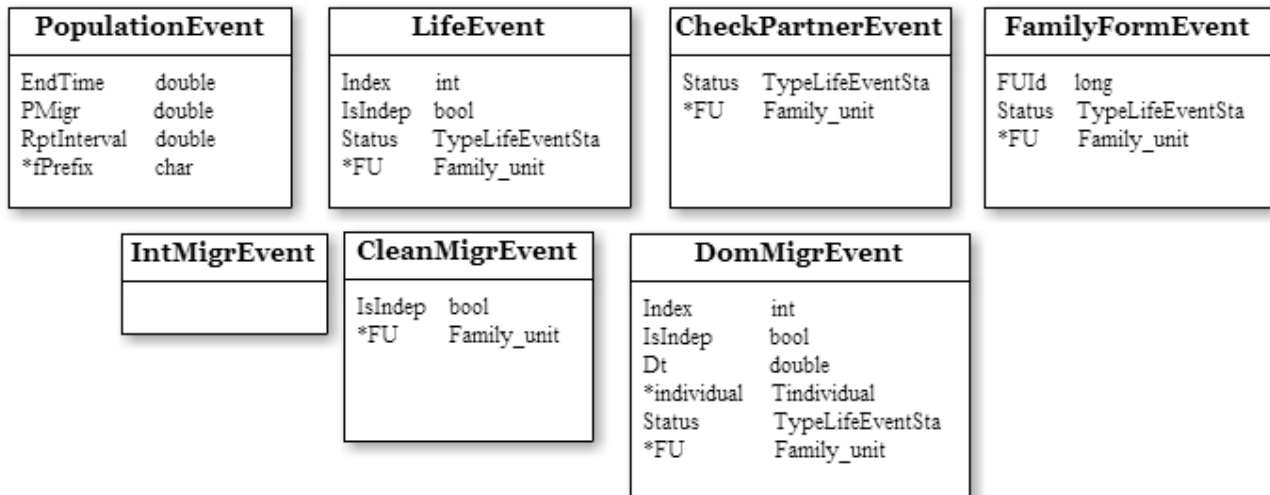 PopulationEvent
EndTime double
PMigr double
RptInterval double
*fPrefix char
LifeEvent
Index int
IsIndep bool
Status TypeLifeEventSta
*FU Family_unit
CheckPartnerEvent
Status TypeLifeEventSta
*FU Family_unit
FamilyFormEvent
FUId long
Status TypeLifeEventSta
*FU Family_unit
IntMigrEvent
CleanMigrEvent
IsIndep bool
*FU Family_unit
DomMigrEvent
Index int
IsIndep bool
Dt double
*individual Tindividual
Status TypeLifeEventSta
*FU Family_unit